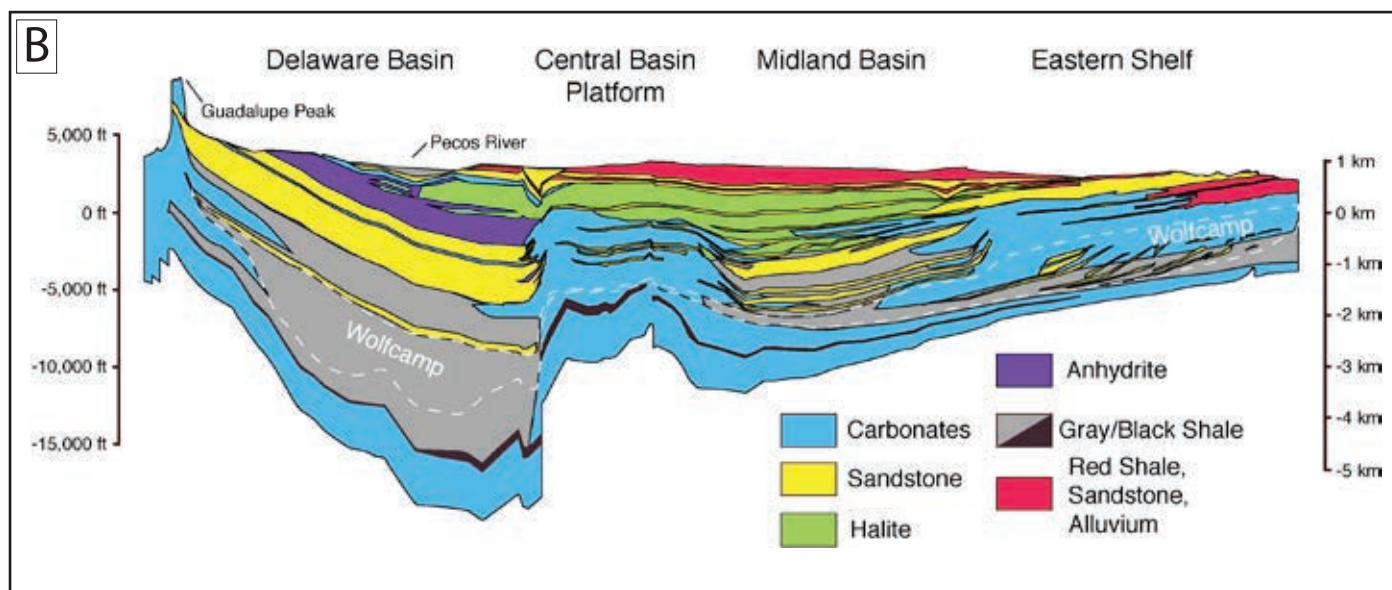 B
Delaware Basin
Central Basin
Platform
Midland Basin
Eastern Shelf
Guadalupe Peak
Pecos River
5,000 ft
0 ft
-5,000 ft
-10,000 ft
-15,000 ft
1 km
0 km
-1 km
-2 km
-3 km
-4 km
-5 km
Wolfcamp
Wolfcamp
Carbonates
Sandstone
Halite
Anhydrite
Gray/Black Shale
Red Shale,
Sandstone,
Alluvium